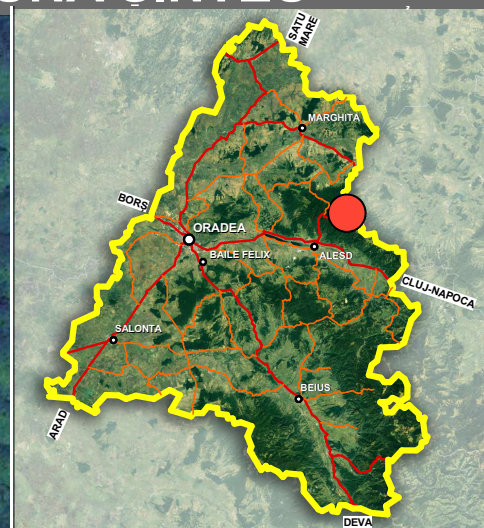 SATU
MARE
MARGHITA
BORȘ
ORADEA
BAILE FELIX
ALESD
CLUJ-NAPOCA
SALONTA
BEIUS
ARAD
DEVA